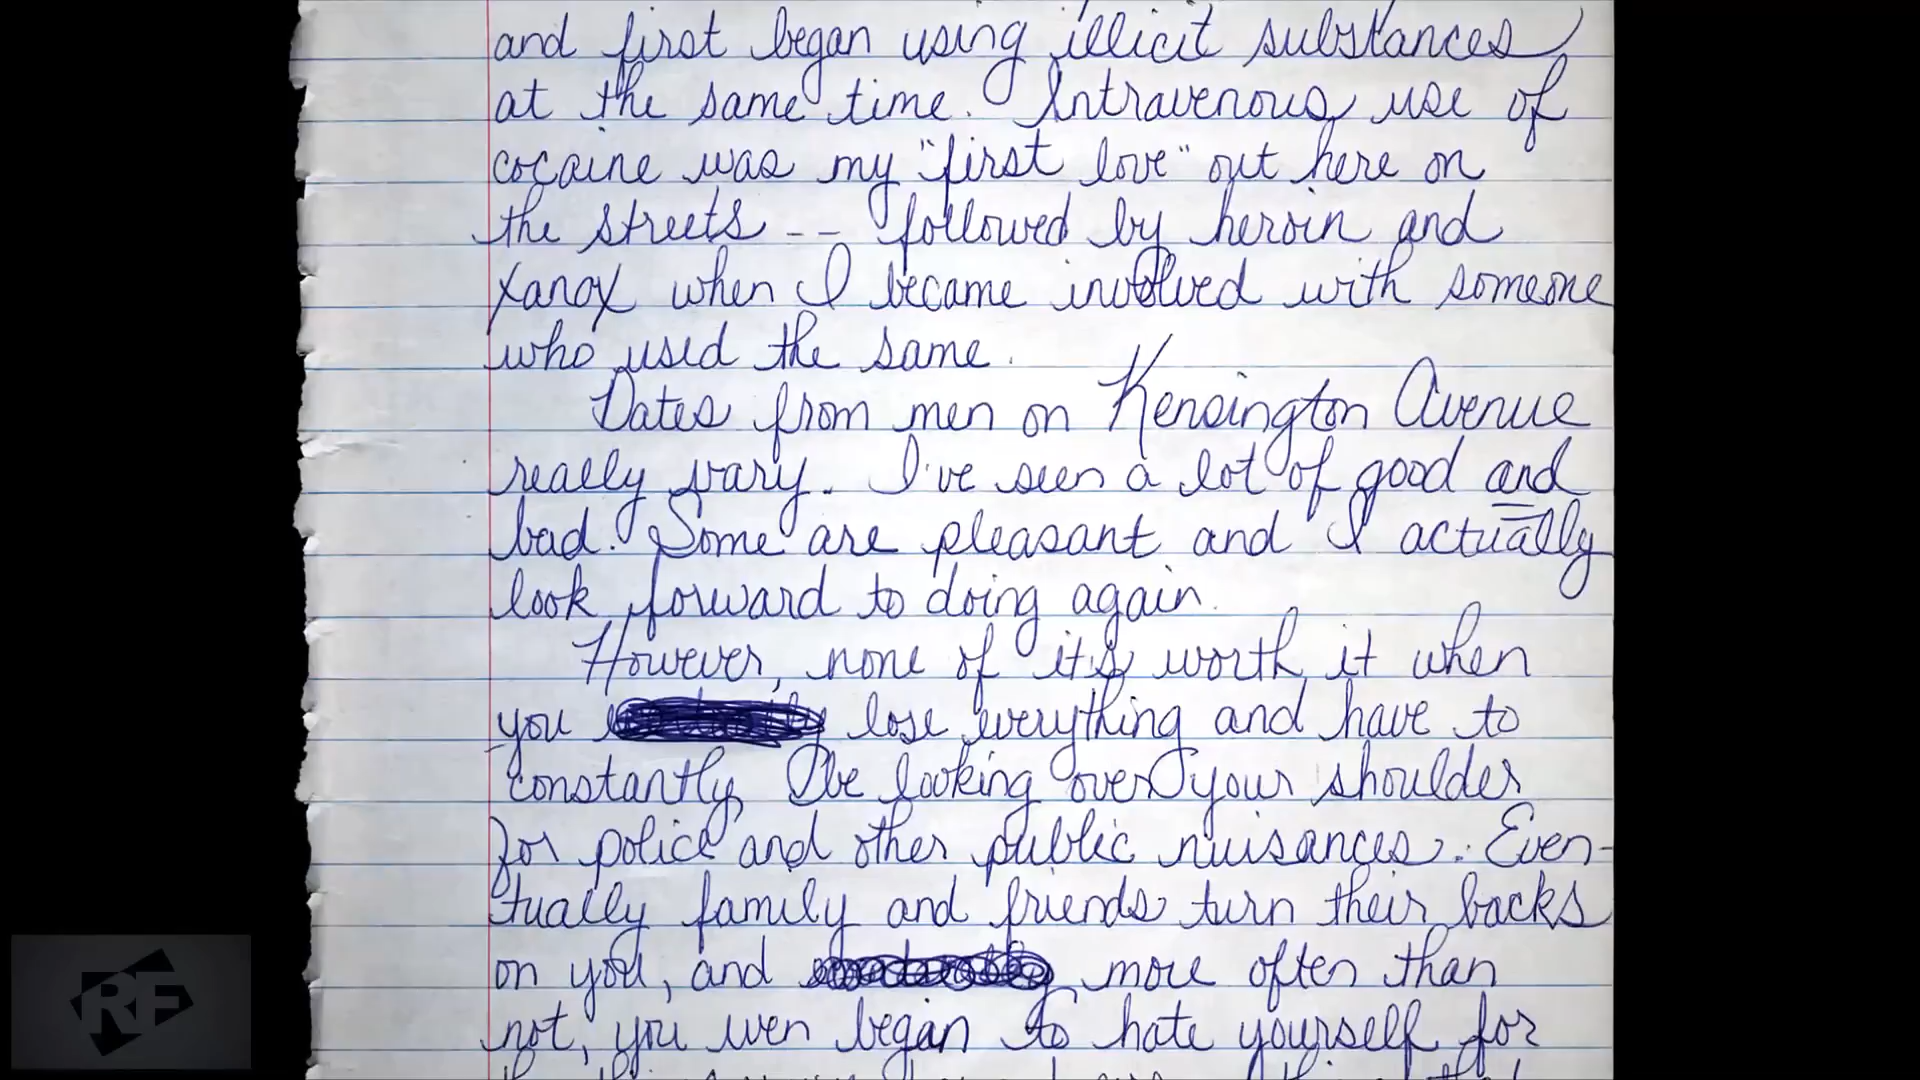 and first began using illicit substances
at the same time. Intravenous use of
cocaine was my "first love" out here on
the streets -- followed by heroin and
xanax when I became involved with someone
who used the same.
Dates from men on Kensington Avenue
really vary. I've seen a lot of good and
bad. Some are pleasant and I actually
look forward to doing again.
However, none of it's worth it when
you lose everything and have to
constantly be looking over your shoulder
for police and other public nuisances. Even-
tually family and friends turn their backs
on you, and more often than
not, you even began to hate yourself for
RF